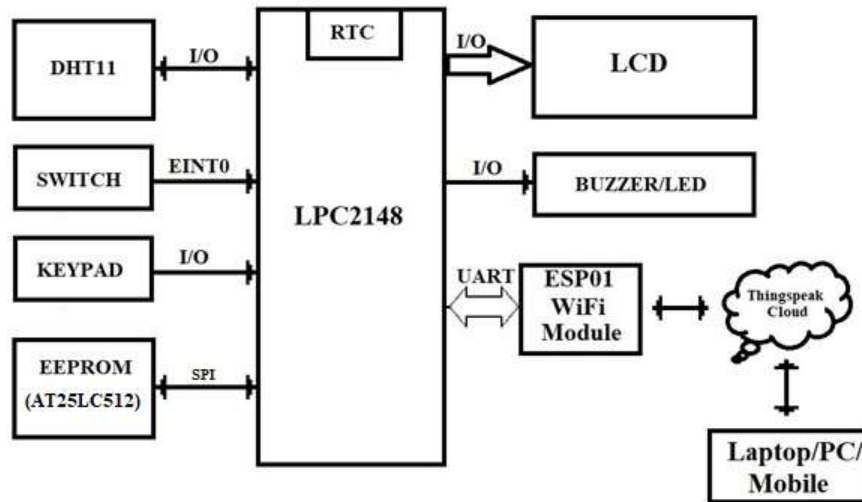 RTC
DHT11
I/O
I/O
LCD
SWITCH
EINT0
I/O
BUZZER/LED
LPC2148
KEYPAD
I/O
UART
ESP01
WiFi
Module
Thingspeak
Cloud
EEPROM
(AT25LC512)
SPI
Laptop/PC/
Mobile